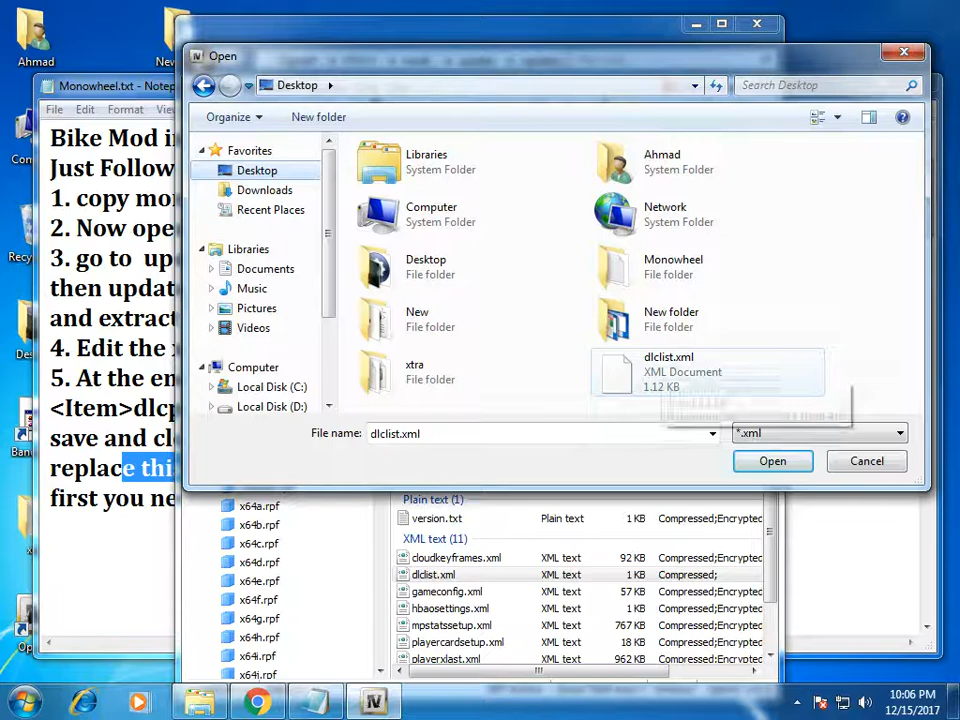 Ahmad
Ne
Monowheel.txt - Notep
File Edit Format Vie
Bike Mod i
Just Follow
1. copy mo
2. Now ope
3. go to up
then updat
and extract
4. Edit the
5. At the en
<Item>dlcp
save and cl
replace this
first you ne
Open
Desktop
Search Desktop
Organize
New folder
Favorites
Desktop
Downloads
Recent Places
Libraries
Documents
Music
Pictures
Videos
Computer
Local Disk (C:)
Local Disk (D:)
Libraries
System Folder
Ahmad
System Folder
Computer
System Folder
Network
System Folder
Desktop
File folder
Monowheel
File folder
New
File folder
New folder
File folder
xtra
File folder
dlclist.xml
XML Document
1.12 KB
File name: dlclist.xml
*.xml
Open
Cancel
x64a.rpf
x64b.rpf
x64c.rpf
x64d.rpf
x64e.rpf
x64f.rpf
x64g.rpf
x64h.rpf
x64i.rpf
x64j.rpf
Plain text (1)
version.txt Plain text 1 KB Compressed;Encrypted
XML text (11)
cloudkeyframes.xml XML text 92 KB Compressed;Encrypted
dlclist.xml XML text 1 KB Compressed;
gameconfig.xml XML text 57 KB Compressed;Encrypted
hbaosettings.xml XML text 1 KB Compressed;Encrypted
mpstatssetup.xml XML text 767 KB Compressed;Encrypted
playercardsetup.xml XML text 18 KB Compressed;Encrypted
playerxlast.xml XML text 962 KB Compressed;Encrypted
10:06 PM
12/15/2017